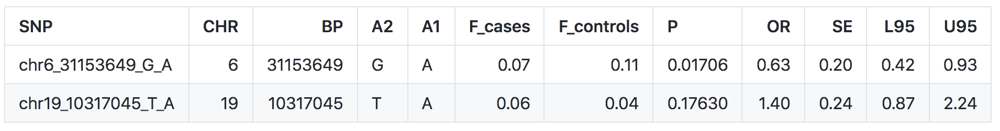 SNP CHR BP A2 A1 F_cases F_controls P OR SE L95 U95
chr6_31153649_G_A 6 31153649 G A 0.07 0.11 0.01706 0.63 0.20 0.42 0.93
chr19_10317045_T_A 19 10317045 T A 0.06 0.04 0.17630 1.40 0.24 0.87 2.24